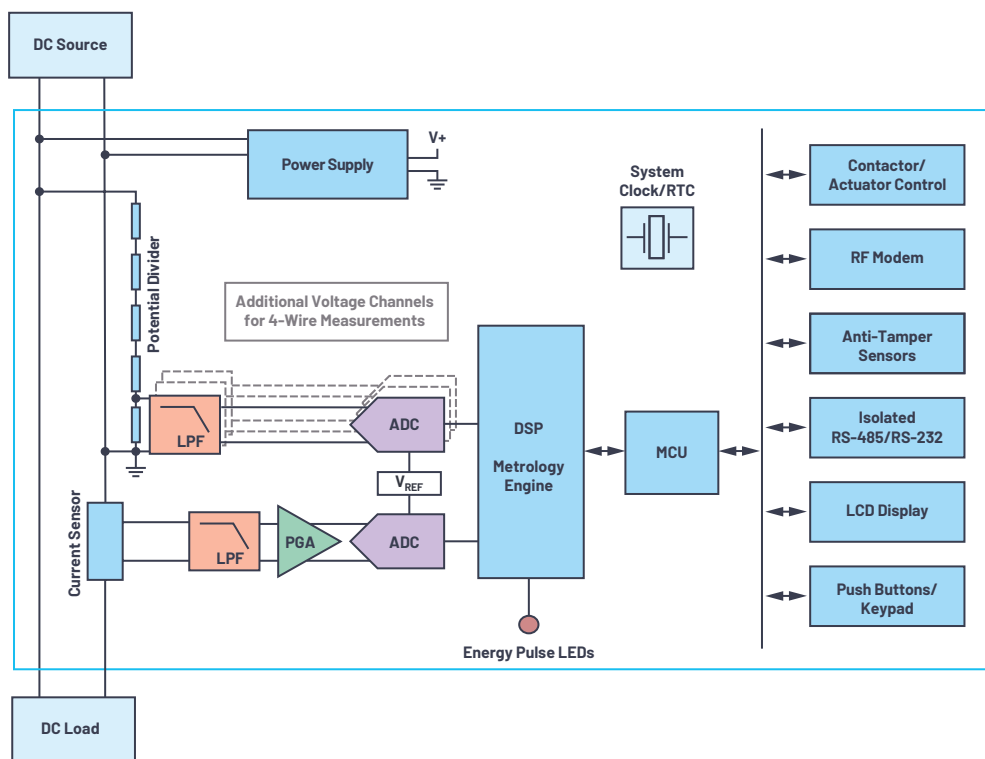 DC Source
Power Supply
V+
System
Clock/RTC
Contactor/
Actuator Control
RF Modem
Potential Divider
Additional Voltage Channels
for 4-Wire Measurements
Anti-Tamper
Sensors
LPF
ADC
DSP
Metrology
Engine
MCU
Isolated
RS-485/RS-232
VREF
Current Sensor
LPF
PGA
ADC
LCD Display
Push Buttons/
Keypad
Energy Pulse LEDs
DC Load